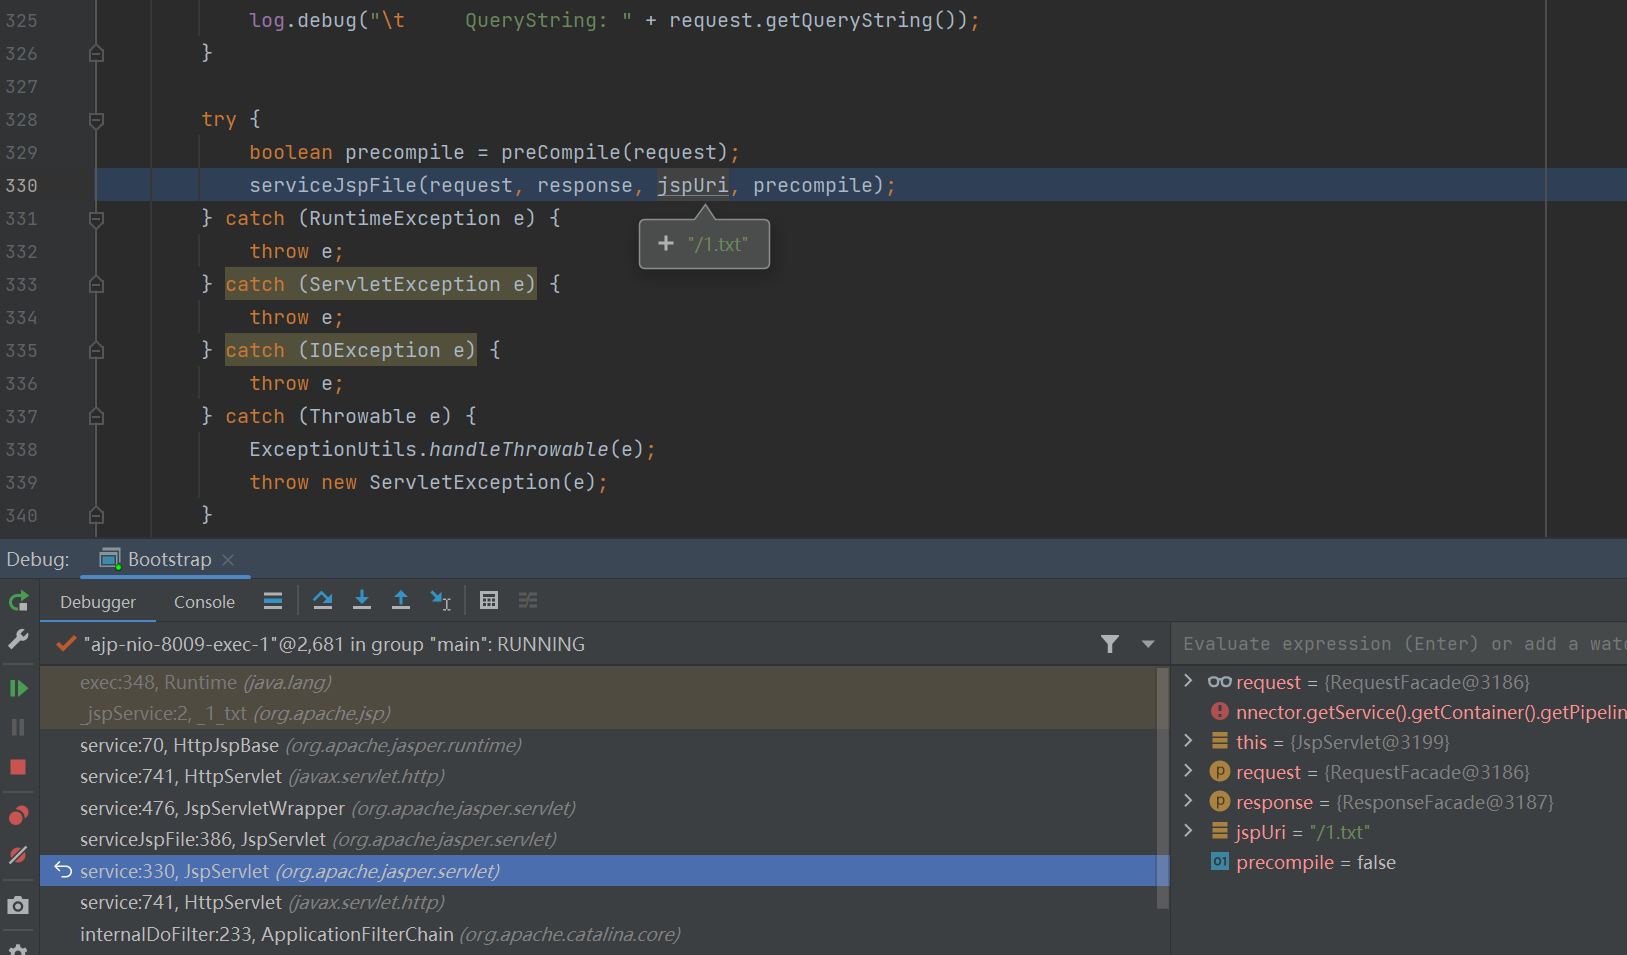 325 log.debug("\t     QueryString: " + request.getQueryString());
326 }
327
328 try {
329 boolean precompile = preCompile(request);
330 serviceJspFile(request, response, jspUri, precompile);
331 } catch (RuntimeException e) {
+ "/1.txt"
332 throw e;
333 } catch (ServletException e) {
334 throw e;
335 } catch (IOException e) {
336 throw e;
337 } catch (Throwable e) {
338 ExceptionUtils.handleThrowable(e);
339 throw new ServletException(e);
340 }
Debug: Bootstrap
Debugger Console
"ajp-nio-8009-exec-1"@2,681 in group "main": RUNNING
exec:348, Runtime (java.lang)
_jspService:2, _1_txt (org.apache.jsp)
service:70, HttpJspBase (org.apache.jasper.runtime)
service:741, HttpServlet (javax.servlet.http)
service:476, JspServletWrapper (org.apache.jasper.servlet)
serviceJspFile:386, JspServlet (org.apache.jasper.servlet)
service:330, JspServlet (org.apache.jasper.servlet)
service:741, HttpServlet (javax.servlet.http)
internalDoFilter:233, ApplicationFilterChain (org.apache.catalina.core)
Evaluate expression (Enter) or add a
request = {RequestFacade@3186}
nnector.getService().getContainer().getPipelin
this = {JspServlet@3199}
request = {RequestFacade@3186}
response = {ResponseFacade@3187}
jspUri = "/1.txt"
precompile = false